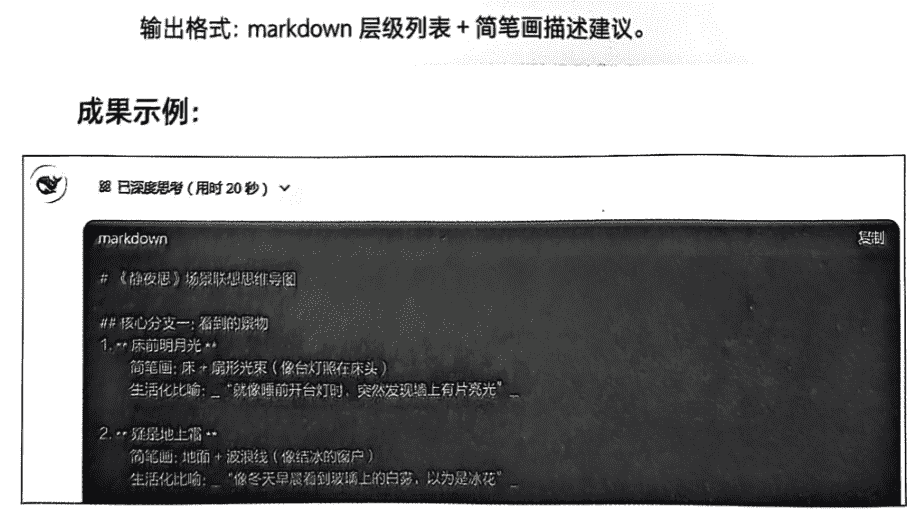 输出格式：markdown 层级列表 + 简笔画描述建议。
成果示例：
已深度思考（用时 20 秒）
markdown 复制
# 《静夜思》场景联想思维导图
## 核心分支一：看到的景物
1. ** 床前明月光 **
简笔画：床 + 扇形光束（像台灯照在床头）
生活化比喻：_ “就像睡前开台灯时，突然发现墙上有片亮光” _
2. ** 疑是地上霜 **
简笔画：地面 + 波浪线（像结冰的窗户）
生活化比喻：_ “像冬天早晨看到玻璃上的白雾，以为是冰花” _